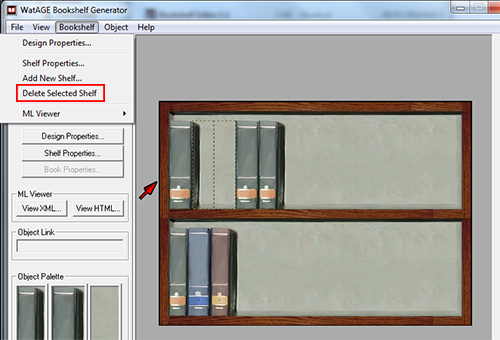 WatAGE Bookshelf Generator
File View Bookshelf Object Help
Design Properties...
Shelf Properties...
Add New Shelf...
Delete Selected Shelf
ML Viewer
Design Properties...
Shelf Properties...
Book Properties...
ML Viewer
View XML... View HTML...
Object Link
Object Palette